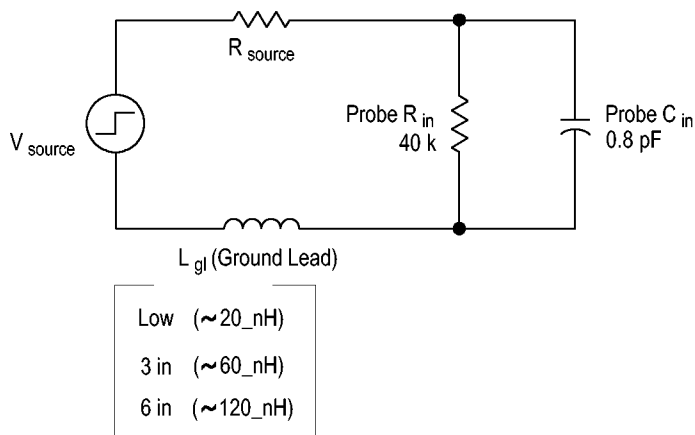 R source
V source
Probe R in
40 k
Probe C in
0.8 pF
L gl (Ground Lead)
Low (~20_nH)
3 in (~60_nH)
6 in (~120_nH)